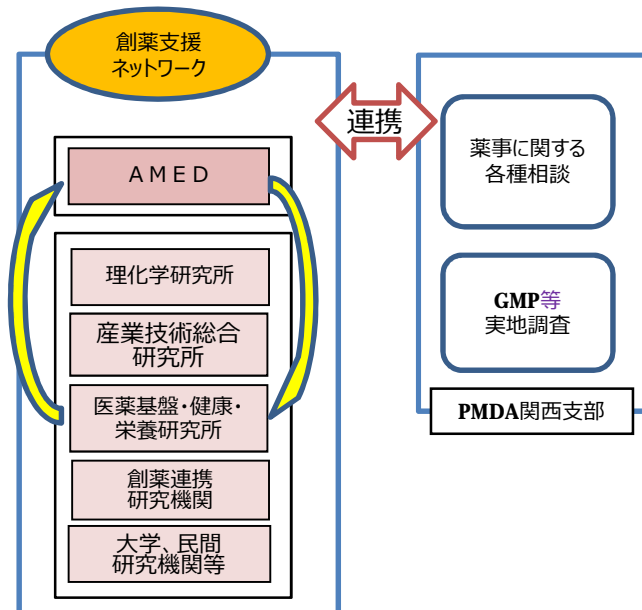 創薬支援
ネットワーク
AMED
理化学研究所
産業技術総合
研究所
医薬基盤・健康・
栄養研究所
創薬連携
研究機関
大学、民間
研究機関等
連携
薬事に関する
各種相談
GMP等
実地調査
PMDA関西支部